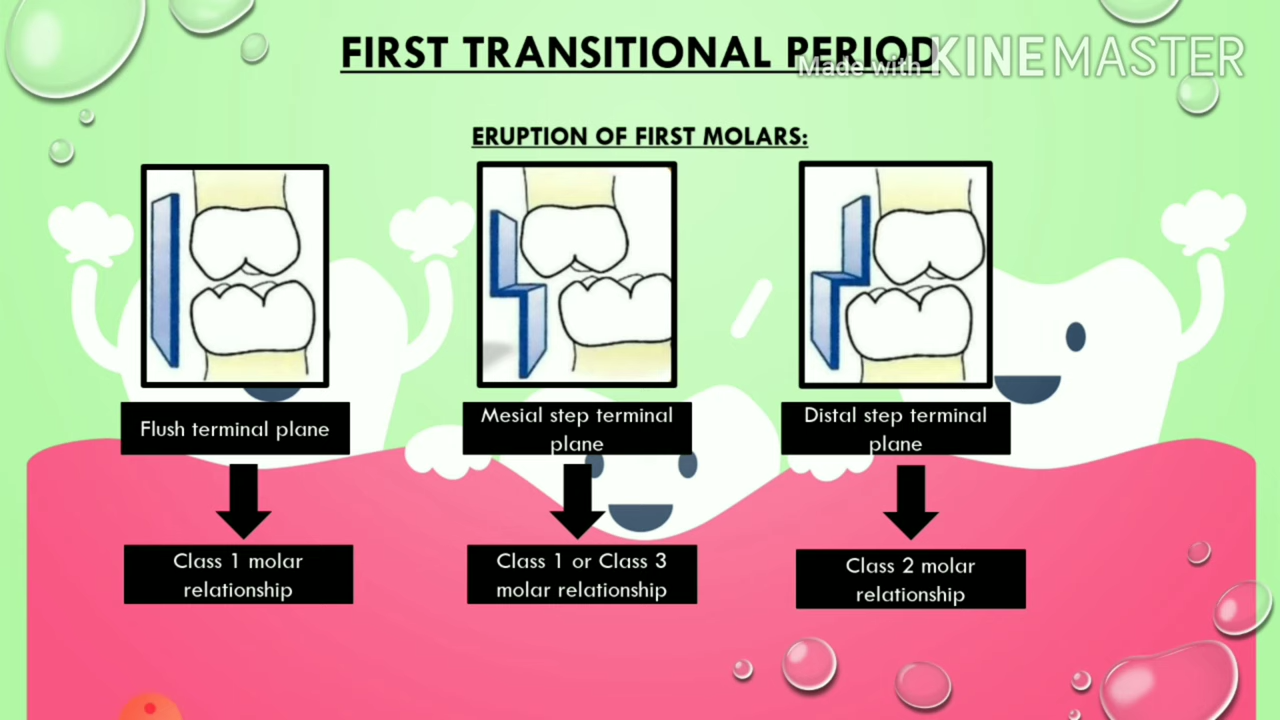 FIRST TRANSITIONAL PERIOD
Made with KINEMASTER
ERUPTION OF FIRST MOLARS:
Flush terminal plane
Mesial step terminal
plane
Distal step terminal
plane
Class 1 molar
relationship
Class 1 or Class 3
molar relationship
Class 2 molar
relationship